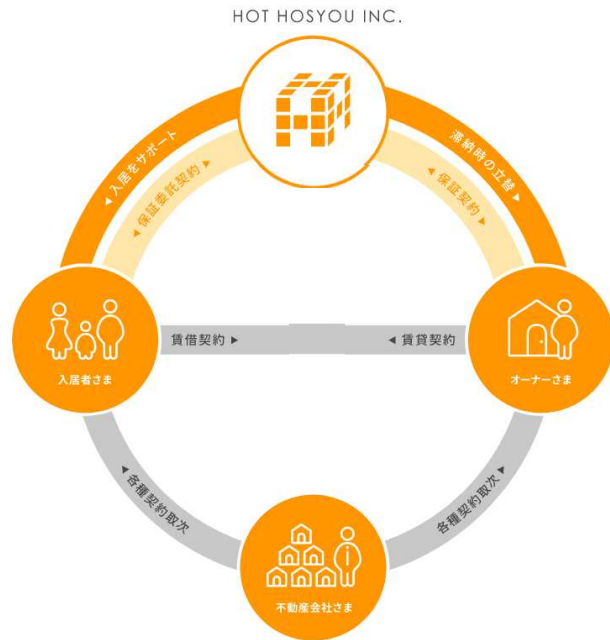 HOT HOSYOU INC.
◀ 入居をサポート
◀ 保証委託契約 ▶
滞納時の立替 ▶
◀ 保証契約 ▶
入居者さま
賃借契約 ▶
◀ 賃貸契約
オーナーさま
◀ 各種契約取次
各種契約取次 ▶
不動産会社さま